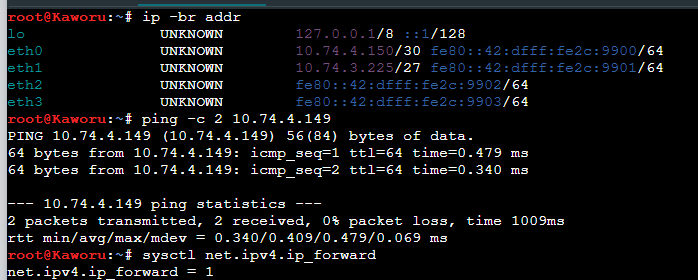 root@Kaworu:~# ip -br addr
lo               UNKNOWN        127.0.0.1/8 ::1/128
eth0             UNKNOWN        10.74.4.150/30 fe80::42:dfff:fe2c:9900/64
eth1             UNKNOWN        10.74.3.225/27 fe80::42:dfff:fe2c:9901/64
eth2             UNKNOWN        fe80::42:dfff:fe2c:9902/64
eth3             UNKNOWN        fe80::42:dfff:fe2c:9903/64
root@Kaworu:~# ping -c 2 10.74.4.149
PING 10.74.4.149 (10.74.4.149) 56(84) bytes of data.
64 bytes from 10.74.4.149: icmp_seq=1 ttl=64 time=0.479 ms
64 bytes from 10.74.4.149: icmp_seq=2 ttl=64 time=0.340 ms

--- 10.74.4.149 ping statistics ---
2 packets transmitted, 2 received, 0% packet loss, time 1009ms
rtt min/avg/max/mdev = 0.340/0.409/0.479/0.069 ms
root@Kaworu:~# sysctl net.ipv4.ip_forward
net.ipv4.ip_forward = 1